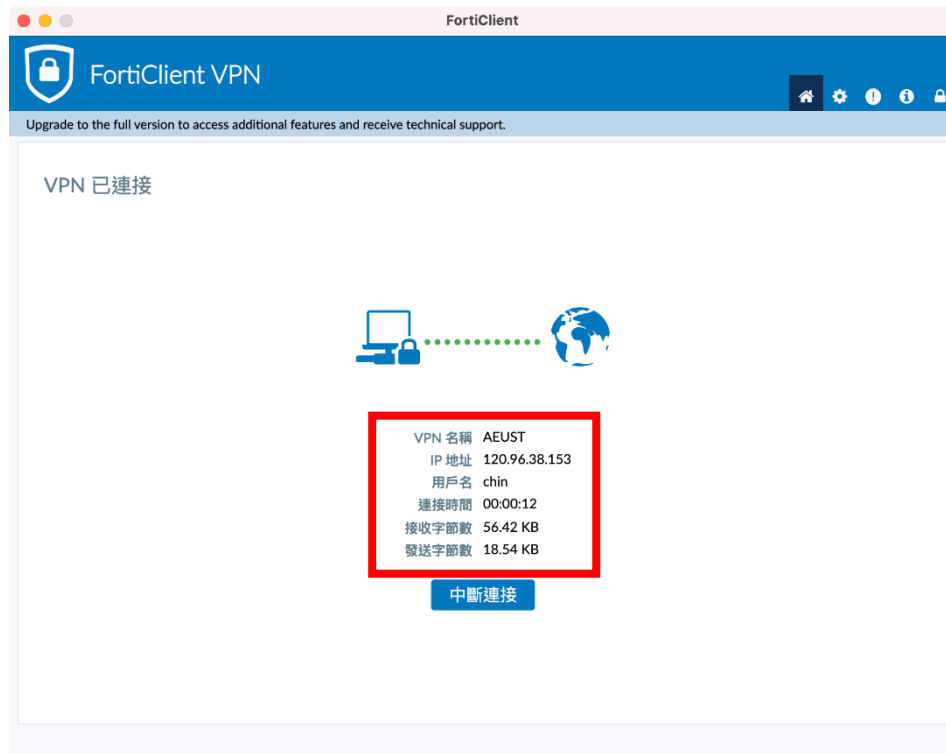 FortiClient
FortiClient VPN
Upgrade to the full version to access additional features and receive technical support.
VPN 已連接
VPN 名稱 AEUST
IP 地址 120.96.38.153
用戶名 chin
連接時間 00:00:12
接收字節數 56.42 KB
發送字節數 18.54 KB
中斷連接